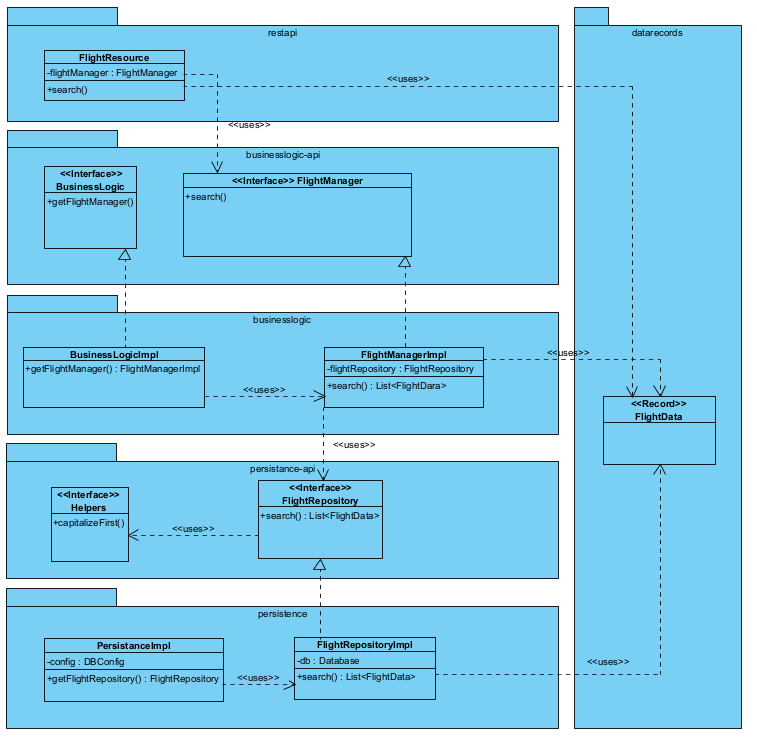 restapi
datarecords
FlightResource
-flightManager : FlightManager
+search()
<<uses>>
<<uses>>
businesslogic-api
<<Interface>>
BusinessLogic
+getFlightManager()
<<Interface>> FlightManager
+search()
businesslogic
BusinessLogicImpl
+getFlightManager() : FlightManagerImpl
<<uses>>
FlightManagerImpl
-flightRepository : FlightRepository
+search() : List<FlightDara>
<<uses>>
<<Record>>
FlightData
<<uses>>
persistance-api
<<Interface>>
Helpers
+capitalizeFirst()
<<uses>>
<<Interface>>
FlightRepository
+search() : List<FlightData>
persistence
PersistanceImpl
-config : DBConfig
+getFlightRepository() : FlightRepository
<<uses>>
FlightRepositoryImpl
-db : Database
+search() : List<FlightData>
<<uses>>